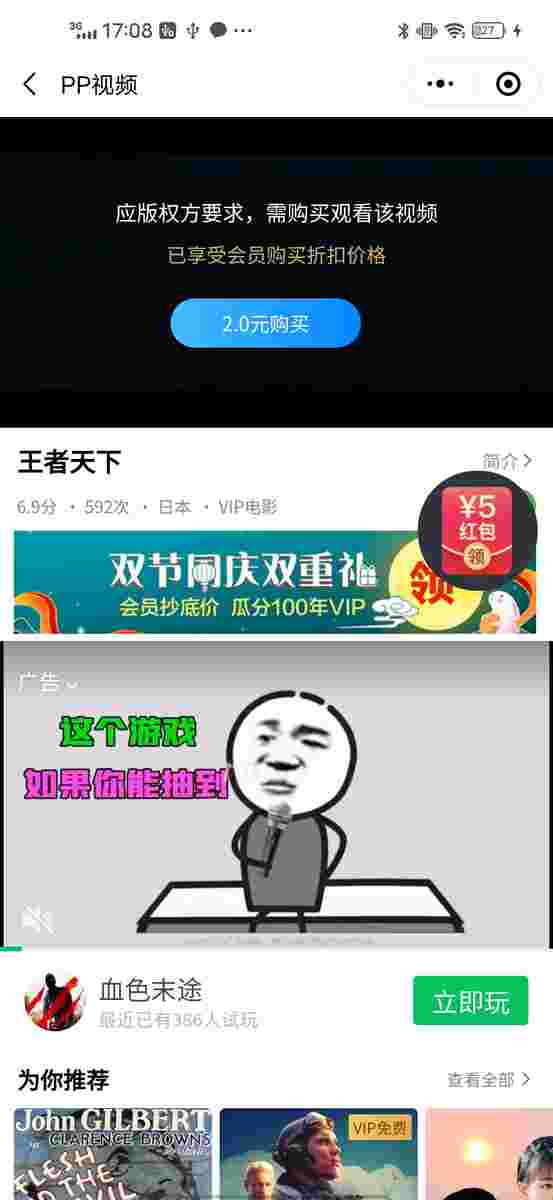 3G 17:08 ··· 27
PP视频
应版权方要求，需购买观看该视频
已享受会员购买折扣价格
2.0元购买
王者天下
简介
6.9分 · 592次 · 日本 · VIP电影
¥5
红包
领
双节同庆双重礼
会员抄底价 瓜分100年VIP
领
广告
这个游戏
如果你能抽到
血色末途
最近已有386人试玩
立即玩
为你推荐
查看全部
John GILBERT
CLARENCE BROWN'S
FLESH
AND THE
DEVIL
VIP免费